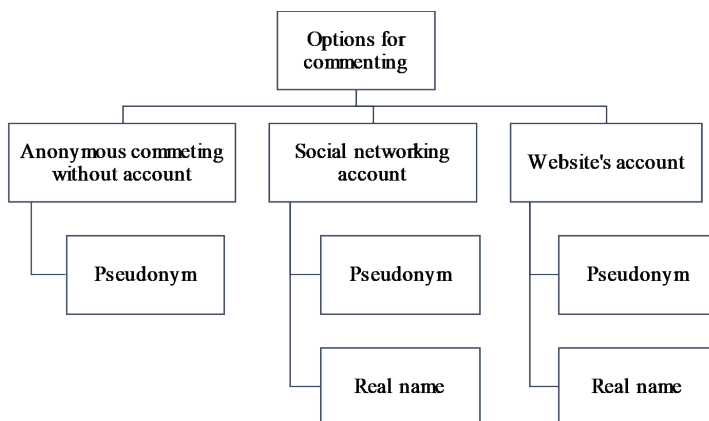 Options for
commenting
Anonymous commeting
without account
Social networking
account
Website's account
Pseudonym
Pseudonym
Pseudonym
Real name
Real name